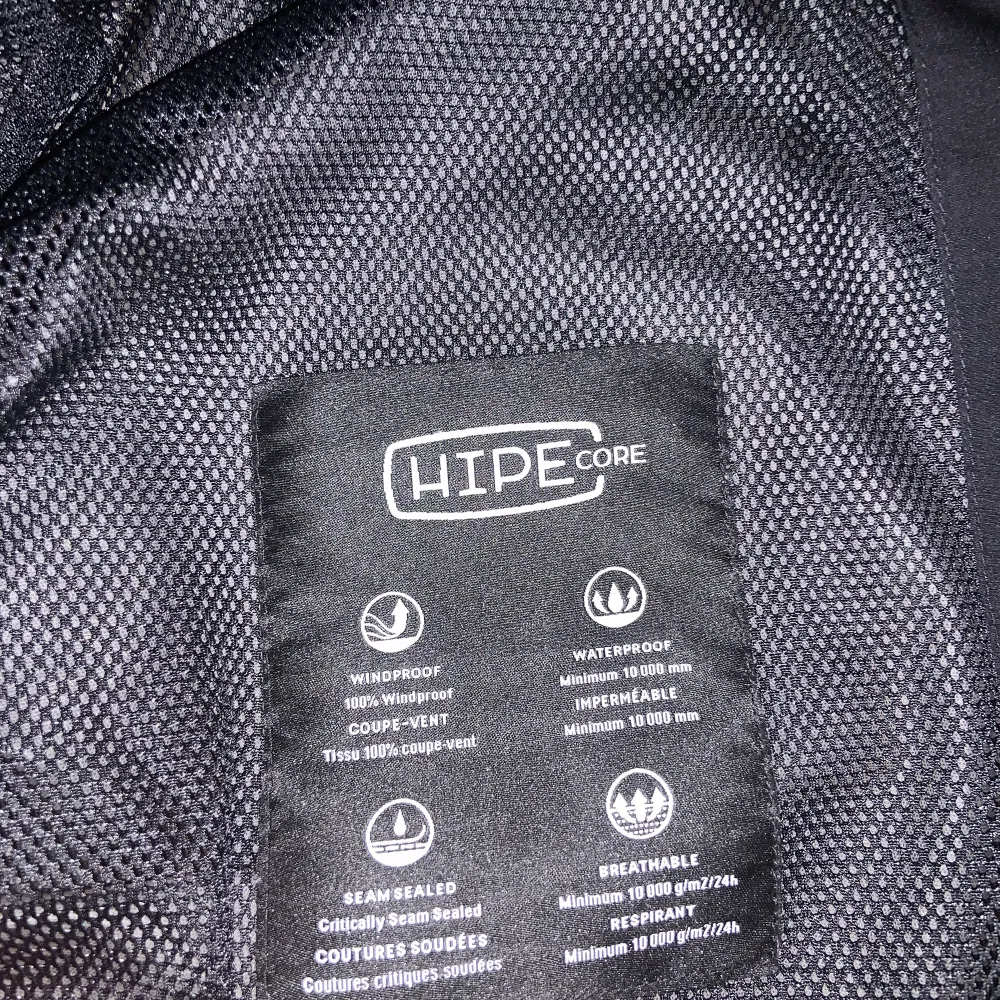 HIPE CORE
WINDPROOF
100% Windproof
COUPE-VENT
Tissu 100% coupe-vent
WATERPROOF
Minimum 10 000 mm
IMPERMÉABLE
Minimum 10 000 mm
SEAM SEALED
Critically Seam Sealed
COUTURES SOUDÉES
Coutures critiques soudées
BREATHABLE
Minimum 10 000 g/m2/24h
RESPIRANT
Minimum 10 000 g/m2/24h